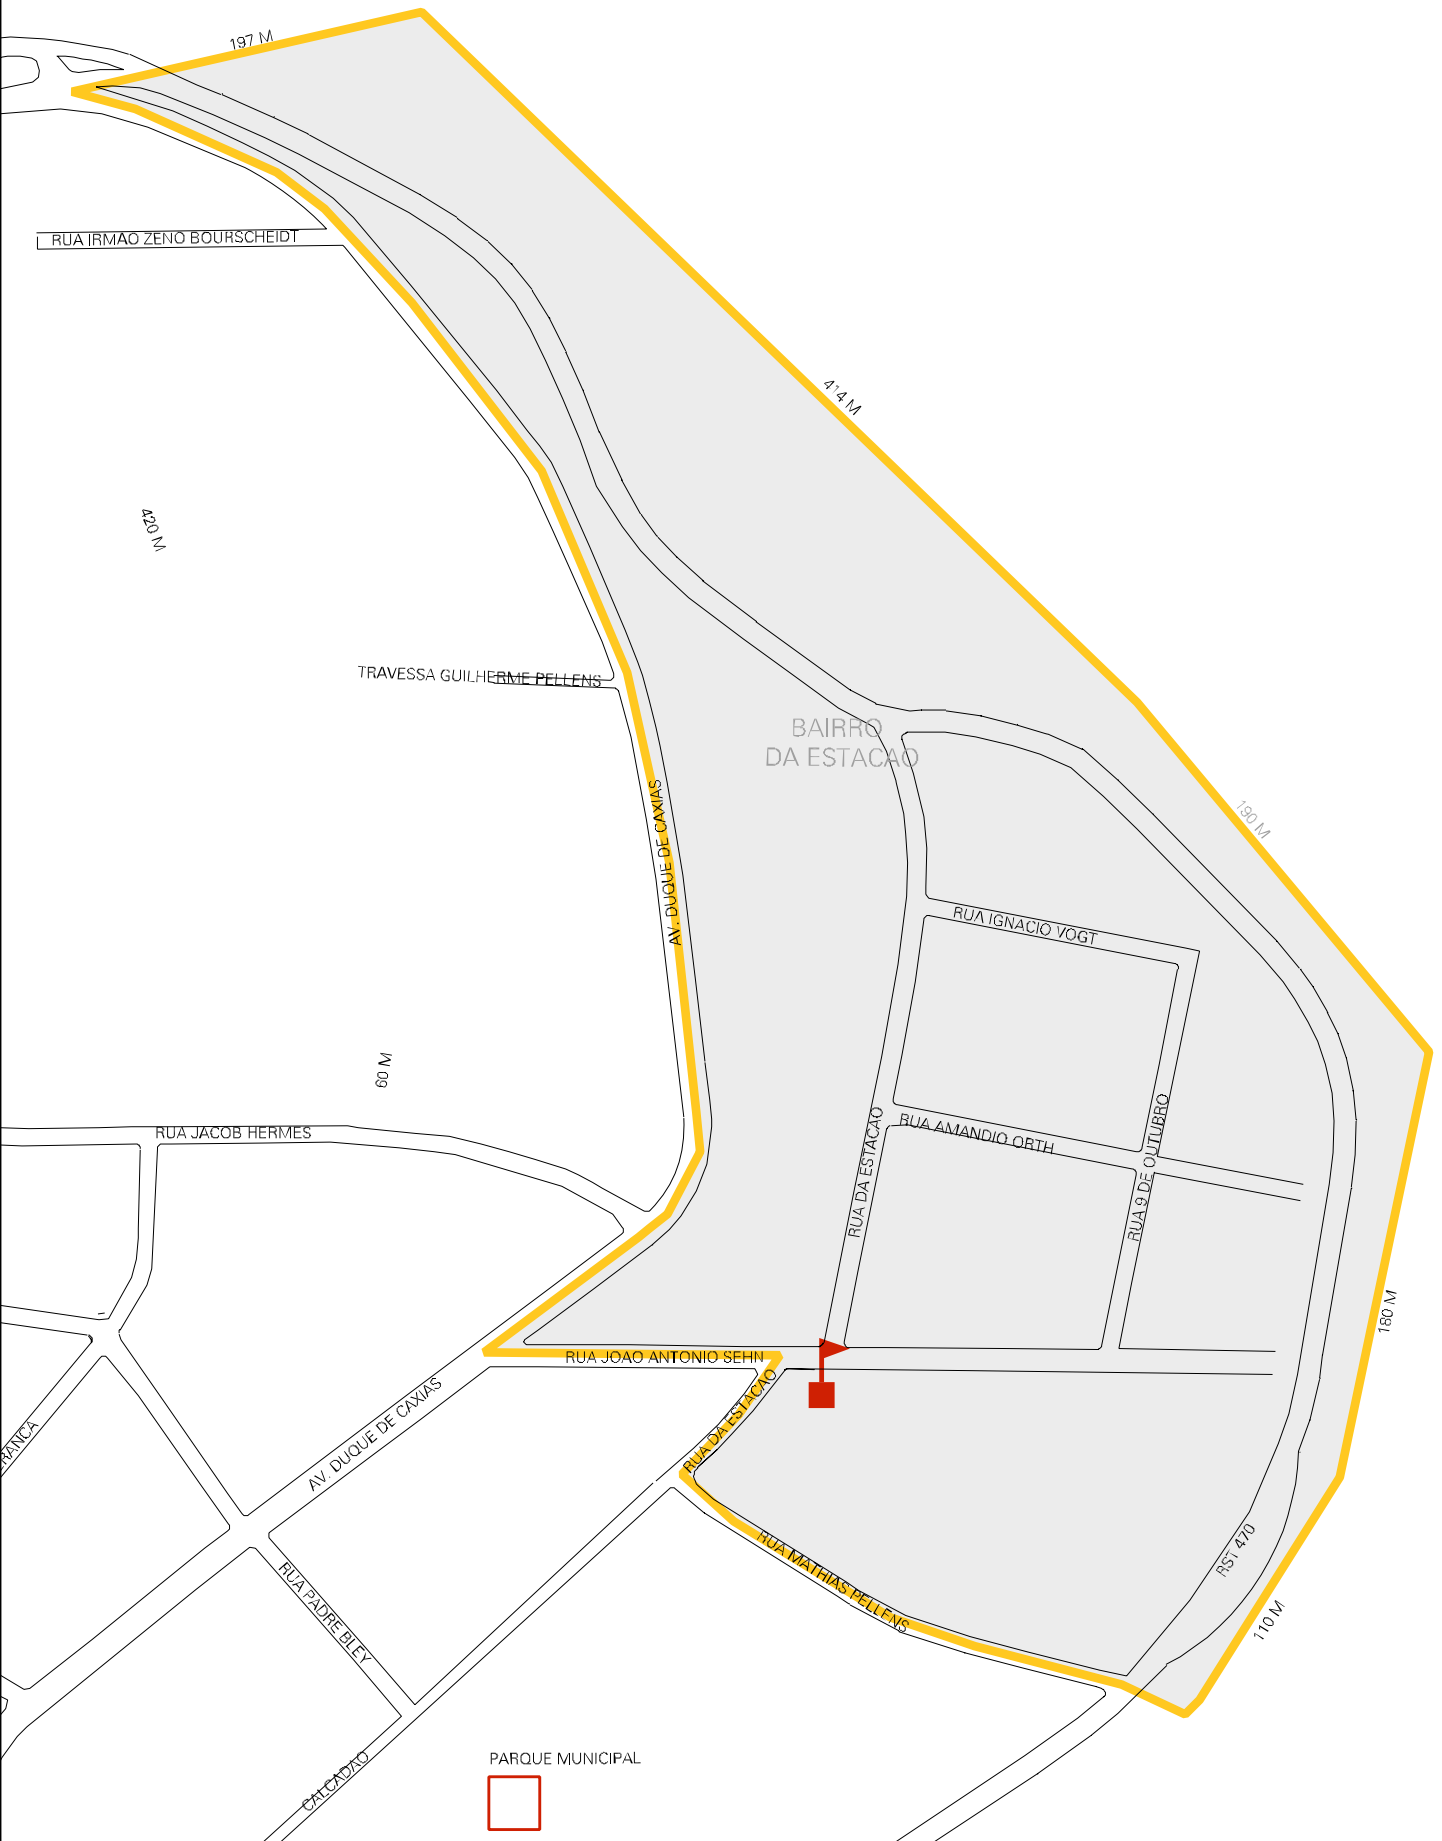 197 M
RUA IRMAO ZENO BOURSCHEIDT
414 M
420 M
TRAVESSA GUILHERME PELLENS
BAIRRO
DA ESTACAO
190 M
AV. DUQUE DE CAXIAS
RUA IGNACIO VOGT
60 M
RUA JACOB HERMES
RUA AMANDIO ORTH
RUA DA ESTACAO
RUA 9 DE OUTUBRO
180 M
RUA JOAO ANTONIO SEHN
RUA DA ESTACAO
AV. DUQUE DE CAXIAS
RST 470
RUA MATHIAS PELLENS
110 M
RUA PADRE BLEY
CALCADAO
PARQUE MUNICIPAL